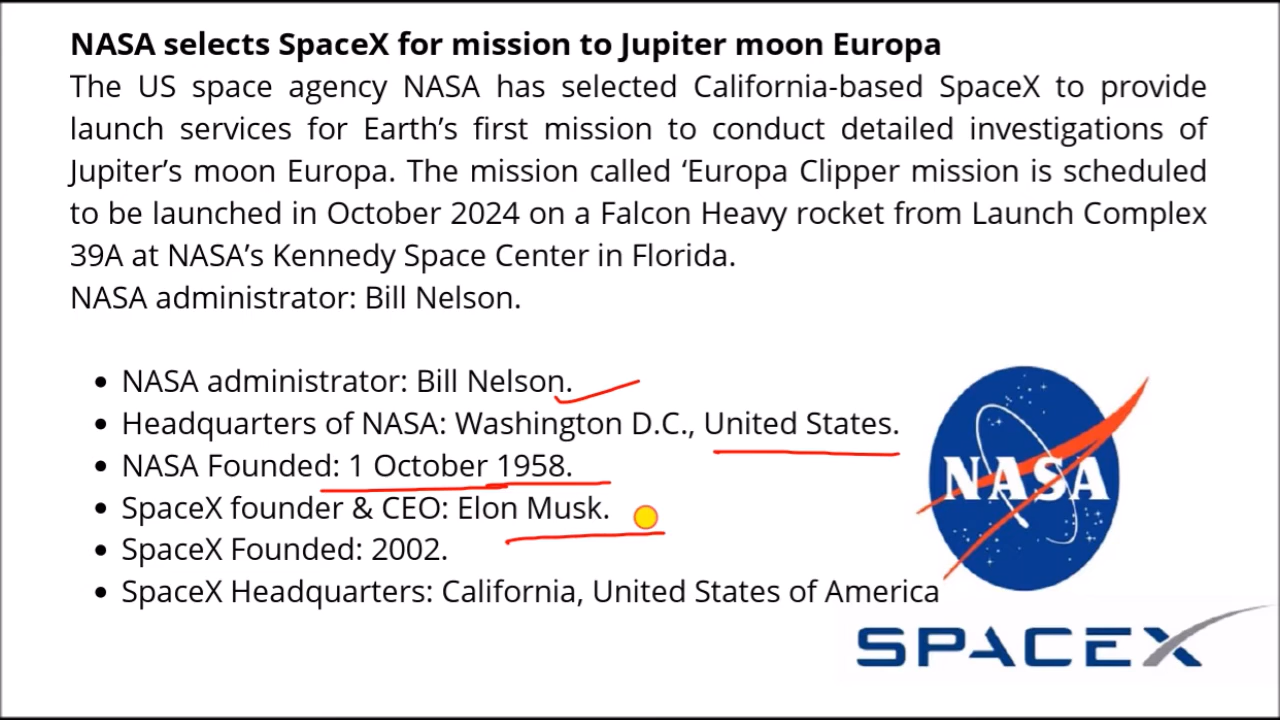 NASA selects SpaceX for mission to Jupiter moon Europa
The US space agency NASA has selected California-based SpaceX to provide
launch services for Earth’s first mission to conduct detailed investigations of
Jupiter’s moon Europa. The mission called ‘Europa Clipper mission is scheduled
to be launched in October 2024 on a Falcon Heavy rocket from Launch Complex
39A at NASA’s Kennedy Space Center in Florida.
NASA administrator: Bill Nelson.
• NASA administrator: Bill Nelson.
• Headquarters of NASA: Washington D.C., United States.
• NASA Founded: 1 October 1958.
• SpaceX founder & CEO: Elon Musk.
• SpaceX Founded: 2002.
• SpaceX Headquarters: California, United States of America
NASA
SPACEX